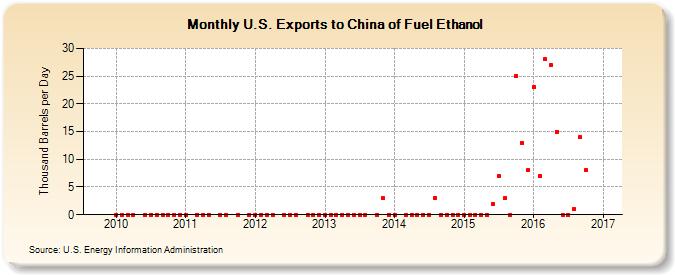 Monthly U.S. Exports to China of Fuel Ethanol
Thousand Barrels per Day
30
25
20
15
10
5
0
2010 2011 2012 2013 2014 2015 2016 2017
Source: U.S. Energy Information Administration